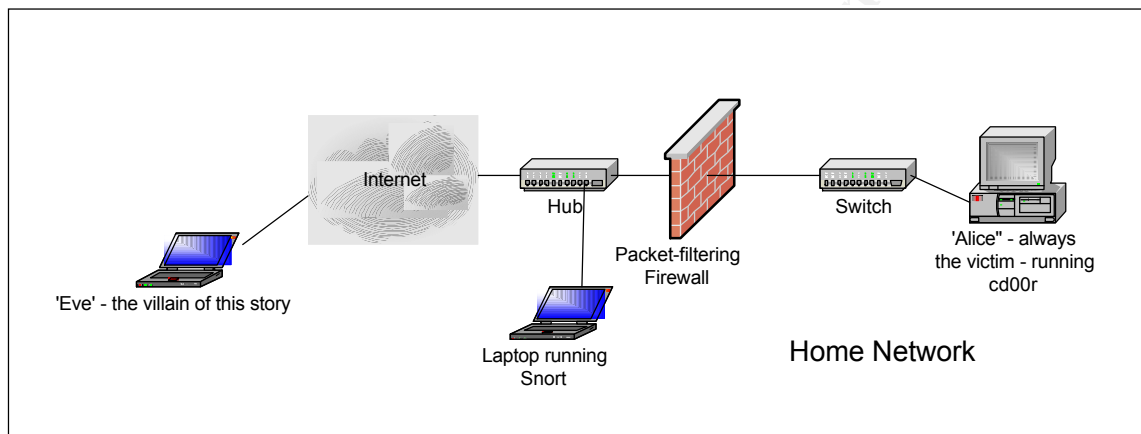 Internet
Hub
Switch
Packet-filtering
Firewall
'Alice" - always
the victim - running
cd00r
'Eve' - the villain of this story
Laptop running
Snort
Home Network